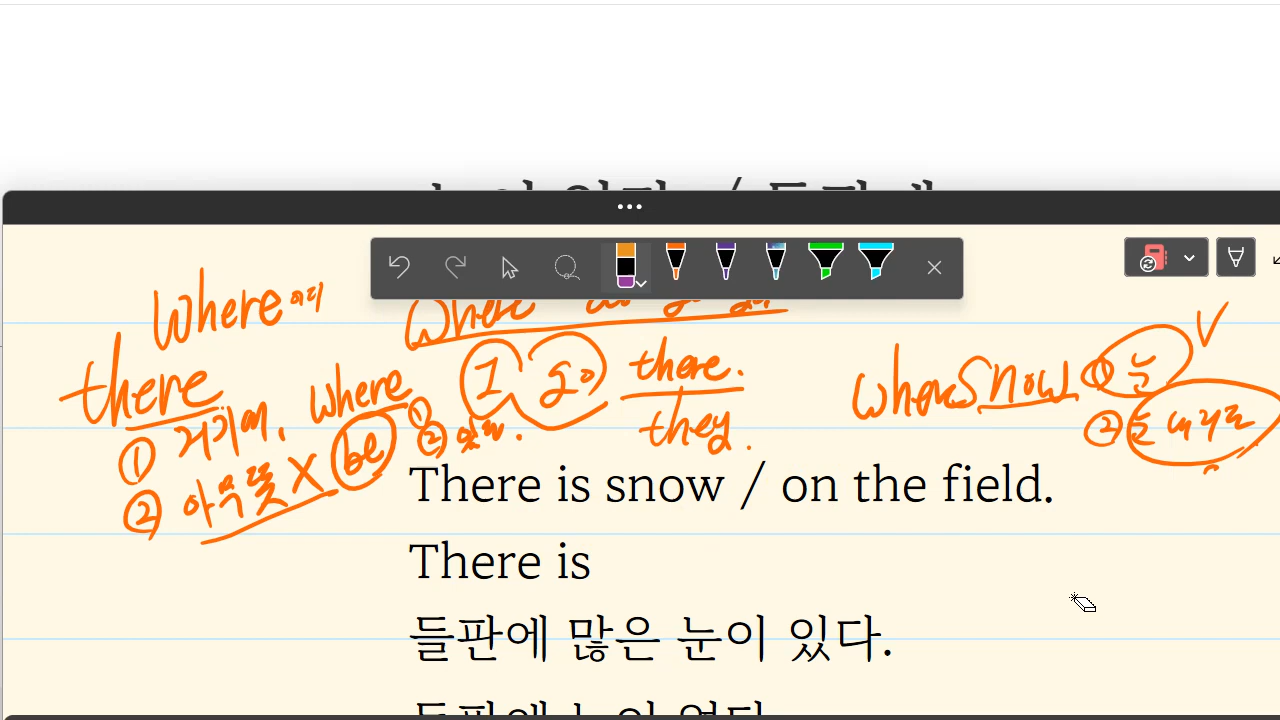 where 어디
where
there
I go there.
where
snow ① 눈
① 거기에,
where
①
② 있다.
they.
② 눈 내리다
② 아무 뜻 X be
There is snow / on the field.
There is
들판에 많은 눈이 있다.